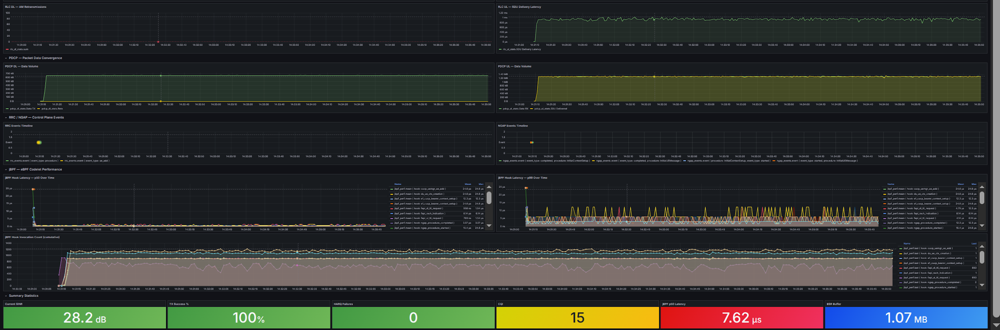 RLC DL — AM Retransmissions
100
80
60
40
20
0
14:31:00 14:31:10 14:31:20 14:31:30 14:31:40 14:31:50 14:32:00 14:32:10 14:32:20 14:32:30 14:32:40 14:32:50 14:33:00 14:33:10 14:33:20 14:33:30 14:33:40 14:33:50 14:34:00 14:34:10 14:34:20 14:34:30 14:34:40 14:34:50 14:35:00 14:35:10 14:35:20 14:35:30 14:35:40 14:35:50
rlc_dl_stats.sum
RLC UL — SDU Delivery Latency
1.20 ms
1 ms
800 µs
600 µs
400 µs
200 µs
0 µs
14:31:00 14:31:10 14:31:20 14:31:30 14:31:40 14:31:50 14:32:00 14:32:10 14:32:20 14:32:30 14:32:40 14:32:50 14:33:00 14:33:10 14:33:20 14:33:30 14:33:40 14:33:50 14:34:00 14:34:10 14:34:20 14:34:30 14:34:40 14:34:50 14:35:00 14:35:10 14:35:20 14:35:30 14:35:40 14:35:50
rlc_ul_stats.SDU Delivery Latency
PDCP — Packet Data Convergence
PDCP DL — Data Volume
700 kB
600 kB
500 kB
400 kB
300 kB
200 kB
100 kB
0 B
14:31:00 14:31:10 14:31:20 14:31:30 14:31:40 14:31:50 14:32:00 14:32:10 14:32:20 14:32:30 14:32:40 14:32:50 14:33:00 14:33:10 14:33:20 14:33:30 14:33:40 14:33:50 14:34:00 14:34:10 14:34:20 14:34:30 14:34:40 14:34:50 14:35:00 14:35:10 14:35:20 14:35:30 14:35:40 14:35:50
pdcp_dl_stats.Data TX pdcp_dl_stats.Retx
PDCP UL — Data Volume
1.40 MB
1.20 MB
1 MB
800 kB
600 kB
400 kB
200 kB
0 B
14:31:00 14:31:10 14:31:20 14:31:30 14:31:40 14:31:50 14:32:00 14:32:10 14:32:20 14:32:30 14:32:40 14:32:50 14:33:00 14:33:10 14:33:20 14:33:30 14:33:40 14:33:50 14:34:00 14:34:10 14:34:20 14:34:30 14:34:40 14:34:50 14:35:00 14:35:10 14:35:20 14:35:30 14:35:40 14:35:50
pdcp_ul_stats.Data RX pdcp_ul_stats.SDU Delivered
RRC / NGAP — Control Plane Events
RRC Events Timeline
2
1.5
Event
0.5
0
14:31:00 14:31:10 14:31:20 14:31:30 14:31:40 14:31:50 14:32:00 14:32:10 14:32:20 14:32:30 14:32:40 14:32:50 14:33:00 14:33:10 14:33:20 14:33:30 14:33:40 14:33:50 14:34:00 14:34:10 14:34:20 14:34:30 14:34:40 14:34:50 14:35:00 14:35:10 14:35:20 14:35:30 14:35:40 14:35:50
rrc_events.event { event_type: procedure } rrc_events.event { event_type: ue_add }
NGAP Events Timeline
2
1.5
Event
0.5
0
14:31:00 14:31:10 14:31:20 14:31:30 14:31:40 14:31:50 14:32:00 14:32:10 14:32:20 14:32:30 14:32:40 14:32:50 14:33:00 14:33:10 14:33:20 14:33:30 14:33:40 14:33:50 14:34:00 14:34:10 14:34:20 14:34:30 14:34:40 14:34:50 14:35:00 14:35:10 14:35:20 14:35:30 14:35:40 14:35:50
ngap_events.event { event_type: completed, procedure: InitialContextSetup } ngap_events.event { event_type: completed, procedure: InitialUEMessage } ngap_events.event { procedure: InitialContextSetup, event_type: started } ngap_events.event { event_type: started, procedure: InitialUEMessage }
jBPF — eBPF Codelet Performance
jBPF Hook Latency — p50 Over Time
25 µs
20 µs
15 µs
10 µs
5 µs
0 ns
14:31:00 14:31:15 14:31:30 14:31:45 14:32:00 14:32:15 14:32:30 14:32:45 14:33:00 14:33:15 14:33:30 14:33:45 14:34:00 14:34:15 14:34:30 14:34:45 14:35:00 14:35:15 14:35:30 14:35:45
Name Mean Max
jbpf_perf.mean { hook: cucp_uemgr_ue_add } 24.6 µs 24.6 µs
jbpf_perf.mean { hook: du_ue_ctx_creation } 24.6 µs 24.6 µs
jbpf_perf.mean { hook: e1_cucp_bearer_context_setup } 12.3 µs 12.3 µs
jbpf_perf.mean { hook: e1_cuup_bearer_context_setup } 24.6 µs 24.6 µs
jbpf_perf.mean { hook: fapi_dl_tti_request } 958 ns 1.54 µs
jbpf_perf.mean { hook: fapi_rach_indication } 6.14 µs 6.14 µs
jbpf_perf.mean { hook: fapi_ul_tti_request } 769 ns 1.54 µs
jbpf_perf.mean { hook: ngap_procedure_completed } 3.07 µs 3.07 µs
jbpf_perf.mean { hook: ngap_procedure_started } 15.4 µs 24.6 µs
jBPF Hook Latency — p99 Over Time
25 µs
20 µs
15 µs
10 µs
5 µs
0 ns
14:31:00 14:31:15 14:31:30 14:31:45 14:32:00 14:32:15 14:32:30 14:32:45 14:33:00 14:33:15 14:33:30 14:33:45 14:34:00 14:34:15 14:34:30 14:34:45 14:35:00 14:35:15 14:35:30 14:35:45
Name Mean Max
jbpf_perf.mean { hook: cucp_uemgr_ue_add } 24.6 µs 24.6 µs
jbpf_perf.mean { hook: du_ue_ctx_creation } 24.6 µs 24.6 µs
jbpf_perf.mean { hook: e1_cucp_bearer_context_setup } 12.3 µs 12.3 µs
jbpf_perf.mean { hook: e1_cuup_bearer_context_setup } 24.6 µs 24.6 µs
jbpf_perf.mean { hook: fapi_dl_tti_request } 4.75 µs 12.3 µs
jbpf_perf.mean { hook: fapi_rach_indication } 6.14 µs 6.14 µs
jbpf_perf.mean { hook: fapi_ul_tti_request } 4.14 µs 6.14 µs
jbpf_perf.mean { hook: ngap_procedure_completed } 12.3 µs 12.3 µs
jbpf_perf.mean { hook: ngap_procedure_started } 15.4 µs 24.6 µs
jBPF Hook Invocation Count (cumulative)
1400
1200
1000
800
600
400
200
0
14:30:55 14:31:00 14:31:05 14:31:10 14:31:15 14:31:20 14:31:25 14:31:30 14:31:35 14:31:40 14:31:45 14:31:50 14:31:55 14:32:00 14:32:05 14:32:10 14:32:15 14:32:20 14:32:25 14:32:30 14:32:35 14:32:40 14:32:45 14:32:50 14:32:55 14:33:00 14:33:05 14:33:10 14:33:15 14:33:20 14:33:25 14:33:30 14:33:35 14:33:40 14:33:45 14:33:50 14:33:55 14:34:00 14:34:05 14:34:10 14:34:15 14:34:20 14:34:25 14:34:30 14:34:35 14:34:40 14:34:45 14:34:50 14:34:55 14:35:00 14:35:05 14:35:10 14:35:15 14:35:20 14:35:25 14:35:30 14:35:35 14:35:40 14:35:45 14:35:50
Name Last
jbpf_perf.last { hook: cucp_uemgr_ue_add } 1
jbpf_perf.last { hook: du_ue_ctx_creation } 1
jbpf_perf.last { hook: e1_cucp_bearer_context_setup } 1
jbpf_perf.last { hook: e1_cuup_bearer_context_setup } 1
jbpf_perf.last { hook: fapi_dl_tti_request } 850
jbpf_perf.last { hook: fapi_rach_indication } 1
jbpf_perf.last { hook: fapi_ul_tti_request } 850
jbpf_perf.last { hook: ngap_procedure_completed } 2
jbpf_perf.last { hook: ngap_procedure_started } 1
Summary Statistics
Current SINR
28.2 dB
TX Success %
100%
HARQ Failures
0
CQI
15
jBPF p50 Latency
7.62 µs
BSR Buffer
1.07 MB